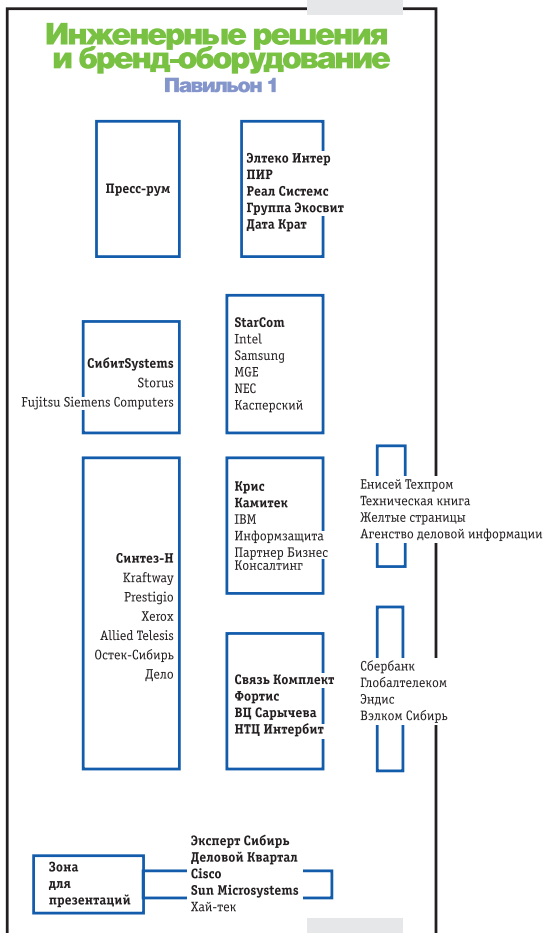 Инженерные решения
и бренд-оборудование
Павильон 1
Пресс-рум
Элтеко Интер
ПИР
Реал Системс
Группа Экосвит
Дата Крат
СибитSystems
Storus
Fujitsu Siemens Computers
StarCom
Intel
Samsung
MGE
NEC
Касперский
Синтез-Н
Kraftway
Prestigio
Xerox
Allied Telesis
Остек-Сибирь
Дело
Крис
Камитек
IBM
Информзащита
Партнер Бизнес
Консалтинг
Енисей Техпром
Техническая книга
Желтые страницы
Агенство деловой информации
Связь Комплект
Фортис
ВЦ Сарычева
НТЦ Интербит
Сбербанк
Глобалтелеком
Эндис
Вэлком Сибирь
Зона
для
презентаций
Эксперт Сибирь
Деловой Квартал
Cisco
Sun Microsystems
Хай-тек